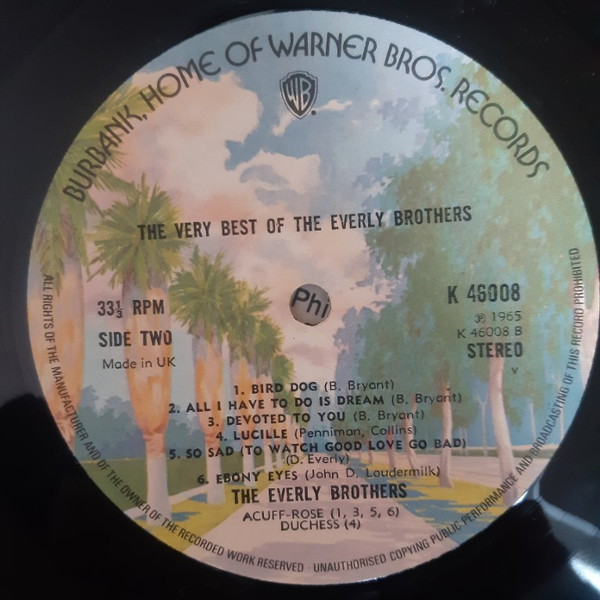 BURBANK, HOME OF WARNER BROS. RECORDS
WB
THE VERY BEST OF THE EVERLY BROTHERS
33⅓ RPM
SIDE TWO
Made in UK
Phi
K 46008
℗ 1965
K 46008 B
STEREO
V
1. BIRD DOG (B. Bryant)
2. ALL I HAVE TO DO IS DREAM (B. Bryant)
3. DEVOTED TO YOU (B. Bryant)
4. LUCILLE (Penniman, Collins)
5. SO SAD (TO WATCH GOOD LOVE GO BAD)
(D. Everly)
6. EBONY EYES (John D. Loudermilk)
THE EVERLY BROTHERS
ACUFF-ROSE (1, 3, 5, 6)
DUCHESS (4)
ALL RIGHTS OF THE MANUFACTURER AND OF THE OWNER OF THE RECORDED WORK RESERVED · UNAUTHORISED COPYING PUBLIC PERFORMANCE AND BROADCASTING OF THIS RECORD PROHIBITED